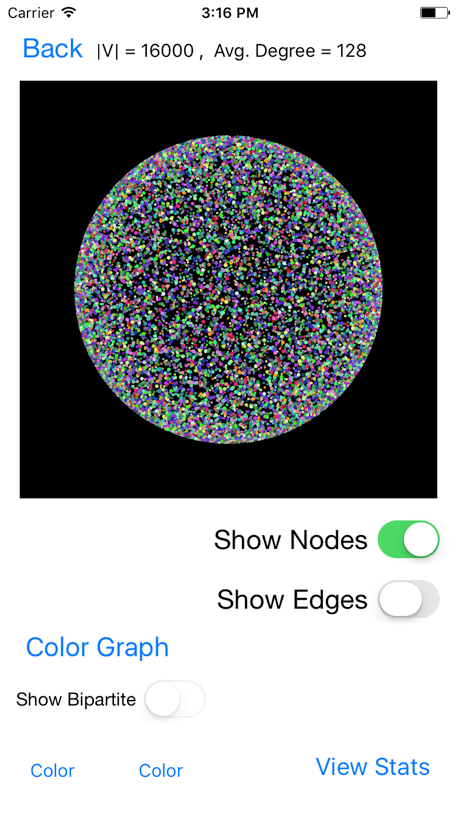 Carrier 3:16 PM
Back |V| = 16000 , Avg. Degree = 128
Show Nodes
Show Edges
Color Graph
Show Bipartite
Color Color View Stats